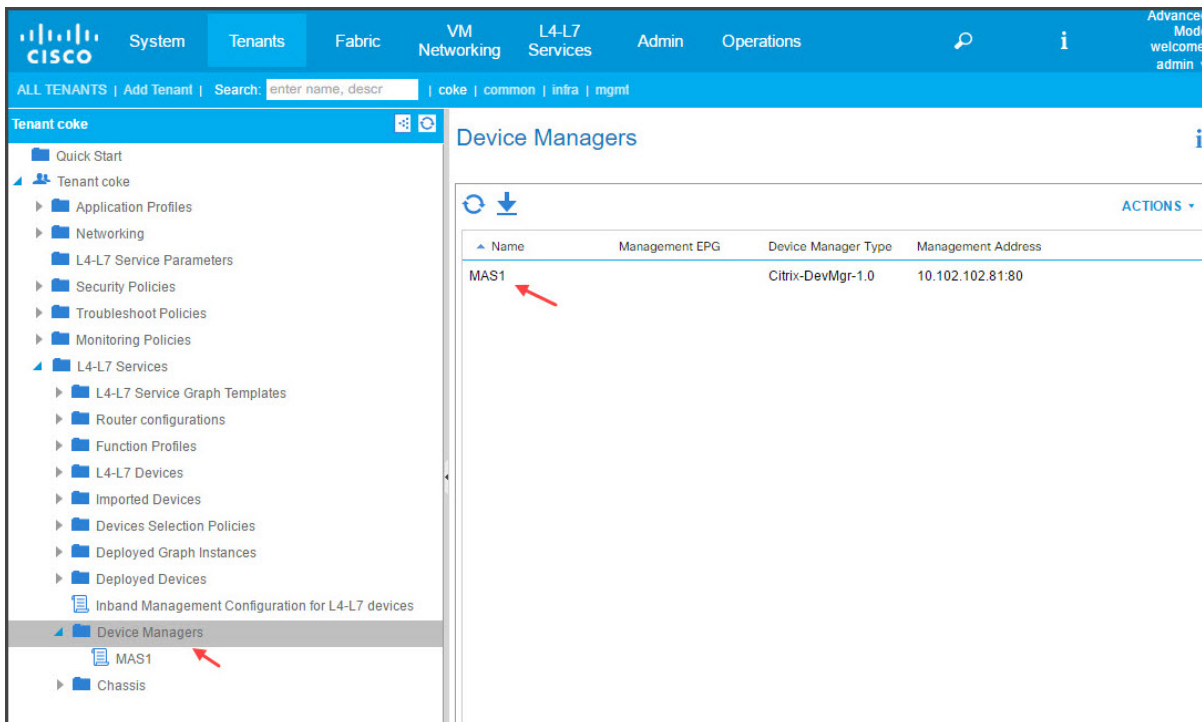 Advanced
Mode
welcome
admin
CISCO
System
Tenants
Fabric
VM
Networking
L4-L7
Services
Admin
Operations
i
ALL TENANTS | Add Tenant | Search: enter name, descr | coke | common | infra | mgmt
Tenant coke
Quick Start
Tenant coke
Application Profiles
Networking
L4-L7 Service Parameters
Security Policies
Troubleshoot Policies
Monitoring Policies
L4-L7 Services
L4-L7 Service Graph Templates
Router configurations
Function Profiles
L4-L7 Devices
Imported Devices
Devices Selection Policies
Deployed Graph Instances
Deployed Devices
Inband Management Configuration for L4-L7 devices
Device Managers
MAS1
Chassis
Device Managers
i
ACTIONS
Name Management EPG Device Manager Type Management Address
MAS1 Citrix-DevMgr-1.0 10.102.102.81:80